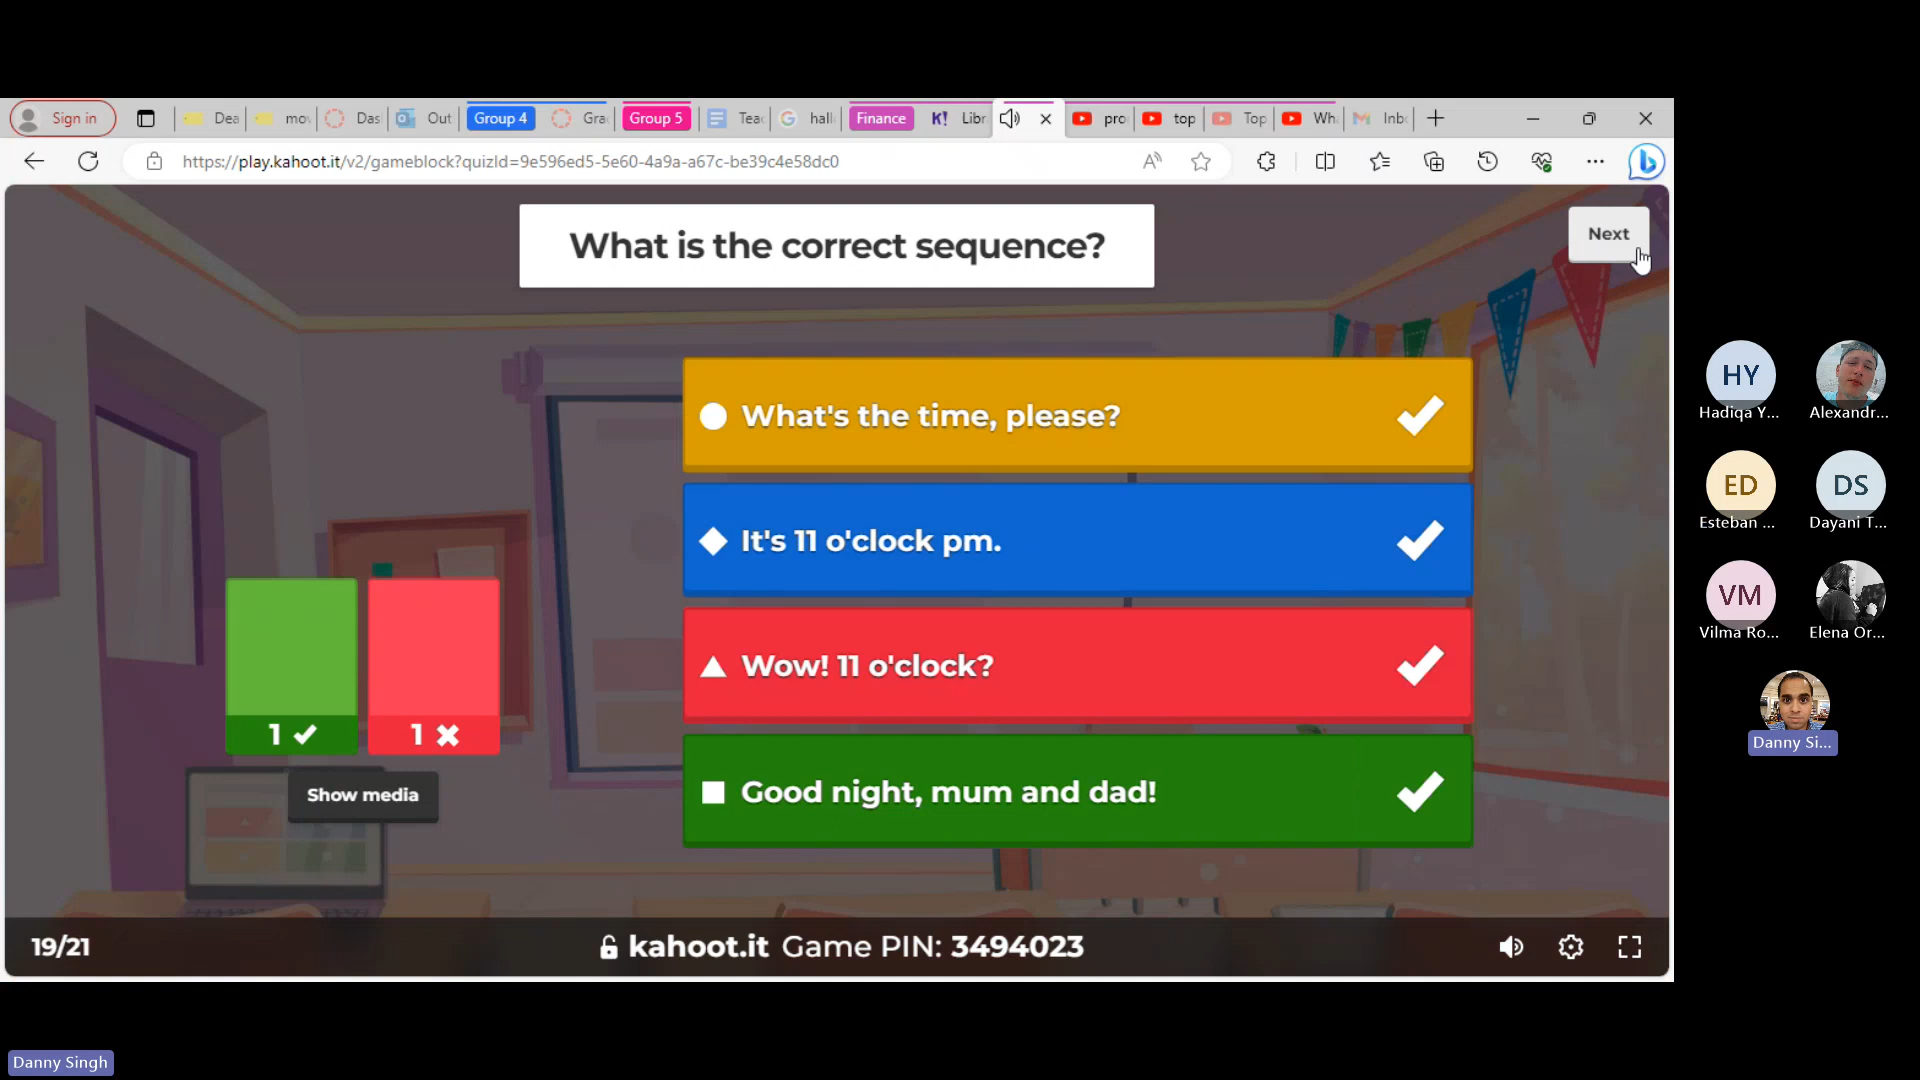 Sign in
Dea
mov
Das
Out
Group 4
Gra
Group 5
Tea
hall
Finance
K! Libr
pro
top
Top
Wh
Inb
https://play.kahoot.it/v2/gameblock?quizId=9e596ed5-5e60-4a9a-a67c-be39c4e58dc0
What is the correct sequence?
Next
What's the time, please?
It's 11 o'clock pm.
Wow! 11 o'clock?
Good night, mum and dad!
1
1
Show media
19/21
kahoot.it Game PIN: 3494023
HY
Hadiqa Y...
Alexandr...
ED
Esteban ...
DS
Dayani T...
VM
Vilma Ro...
Elena Or...
Danny Si...
Danny Singh